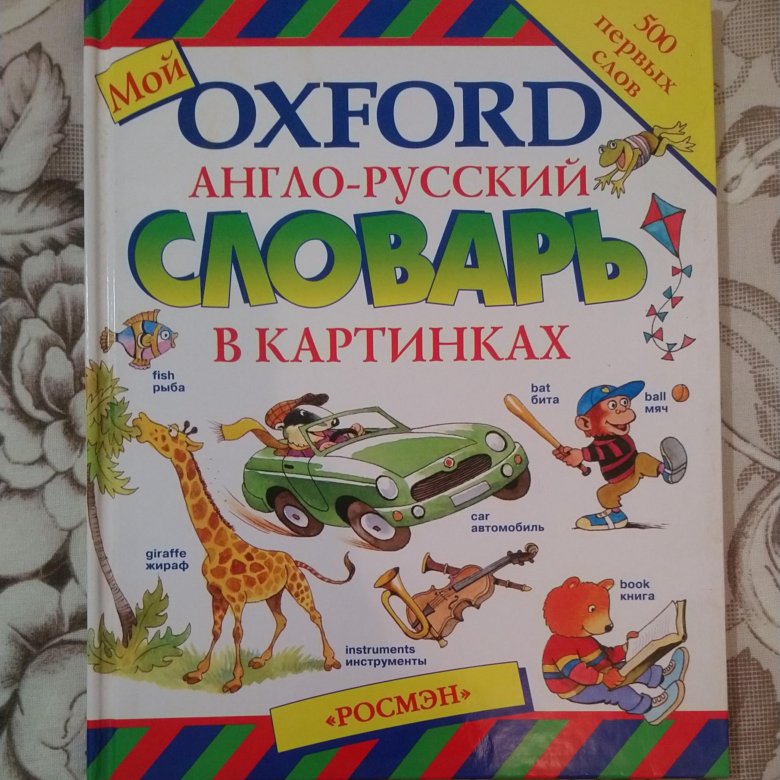 Мой
500
первых
слов
OXFORD
АНГЛО-РУССКИЙ
СЛОВАРЬ
В КАРТИНКАХ
fish
рыба
bat
бита
ball
мяч
car
автомобиль
giraffe
жираф
instruments
инструменты
book
книга
«РОСМЭН»